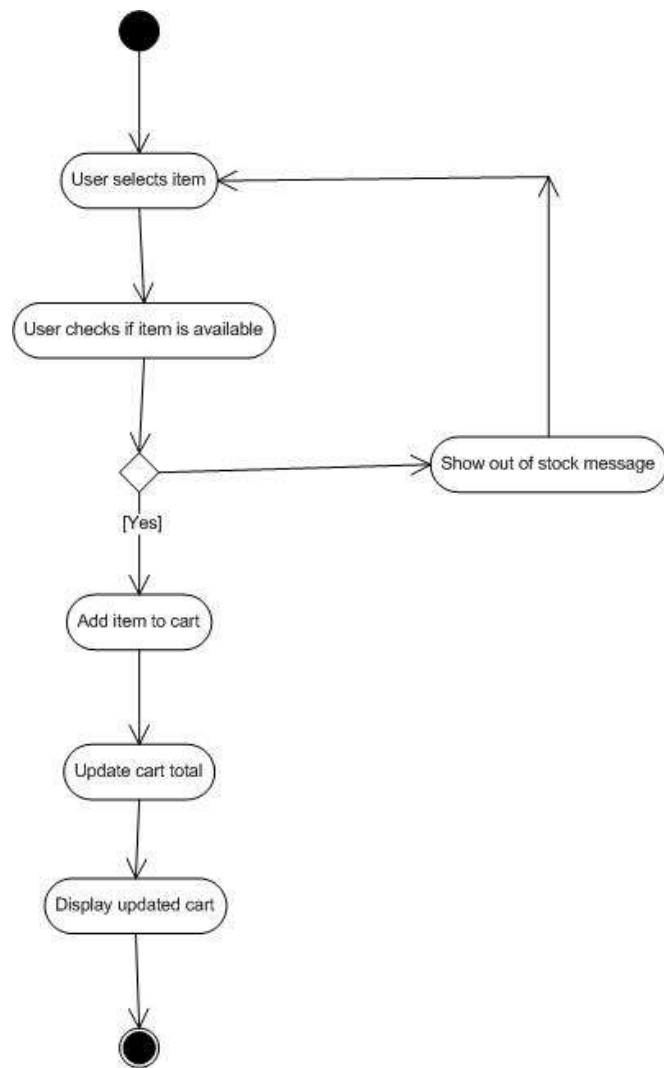 User selects item
User checks if item is available
Show out of stock message
[Yes]
Add item to cart
Update cart total
Display updated cart